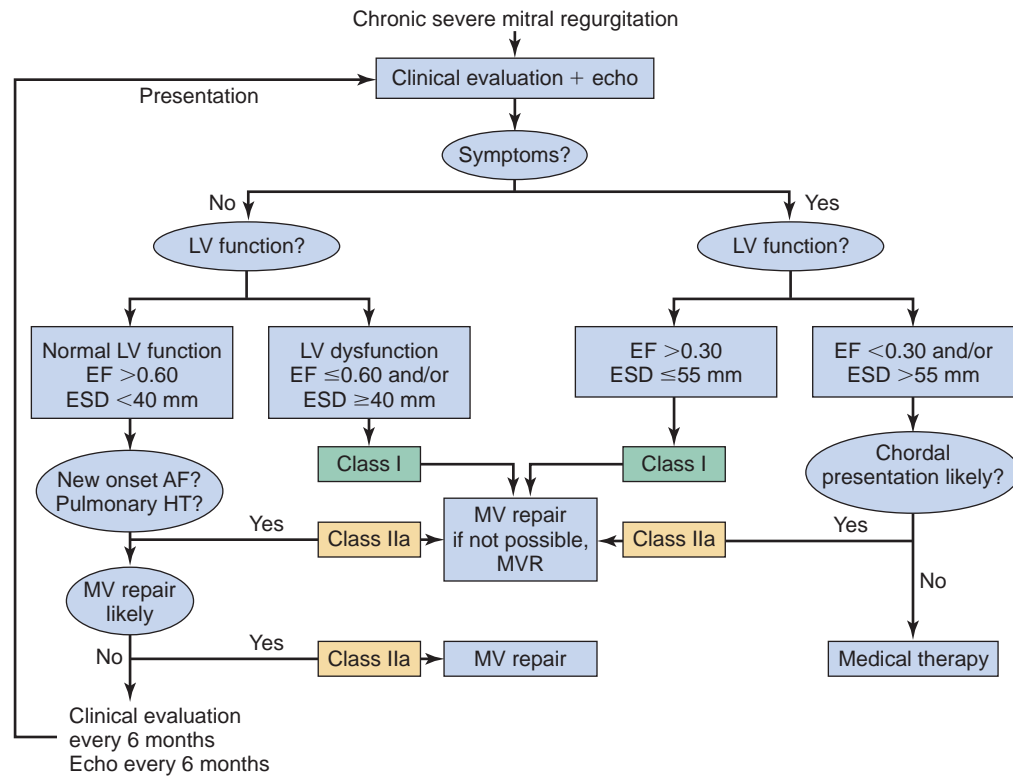 Chronic severe mitral regurgitation
Clinical evaluation + echo
Presentation
Symptoms?
No
Yes
LV function?
LV function?
Normal LV function
EF >0.60
ESD <40 mm
LV dysfunction
EF ≤0.60 and/or
ESD ≥40 mm
EF >0.30
ESD ≤55 mm
EF <0.30 and/or
ESD >55 mm
Class I
Class I
New onset AF?
Pulmonary HT?
Chordal
presentation likely?
Yes
Class IIa
MV repair
if not possible,
MVR
Class IIa
Yes
No
MV repair
likely
No
Yes
Class IIa
MV repair
Medical therapy
Clinical evaluation
every 6 months
Echo every 6 months